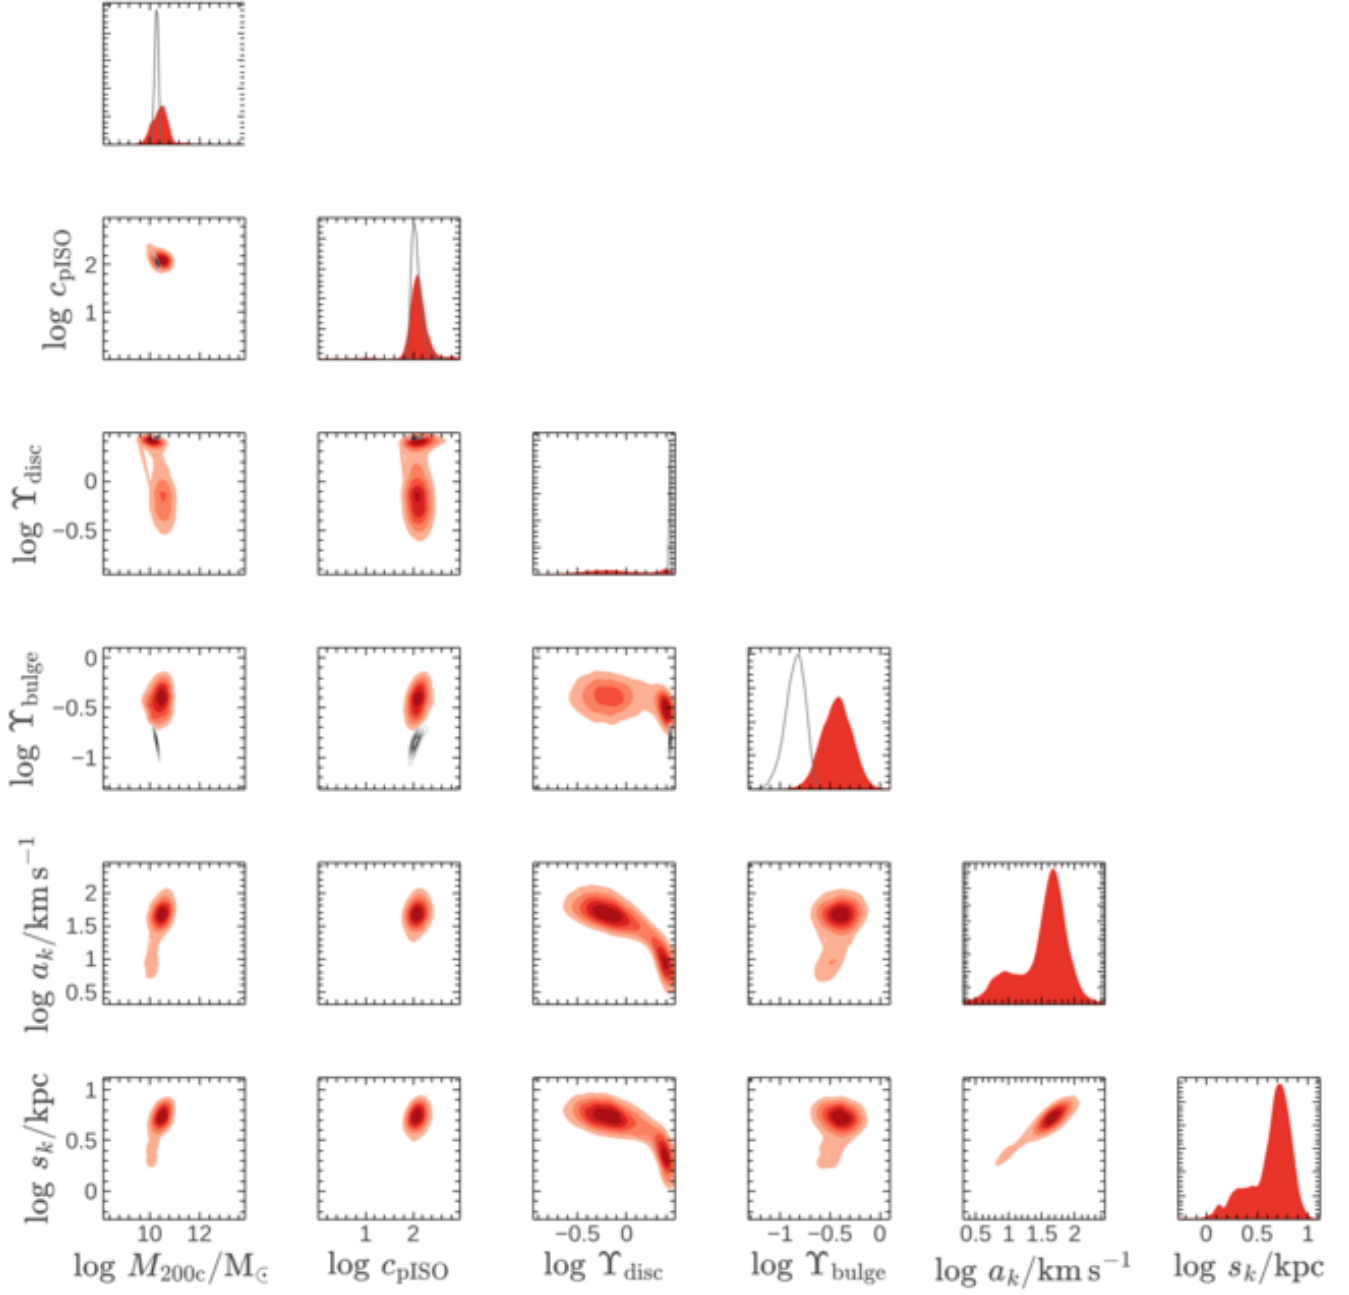 log c_pISO
2
1
log ϒ_disc
0
−0.5
log ϒ_bulge
0
−0.5
−1
log a_k/km s⁻¹
2
1.5
1
0.5
log s_k/kpc
1
0.5
0
10 12
1 2
−0.5 0
−1 −0.5 0
0.5 1 1.5 2
0 0.5 1
log M_200c/M_⊙
log c_pISO
log ϒ_disc
log ϒ_bulge
log a_k/km s⁻¹
log s_k/kpc